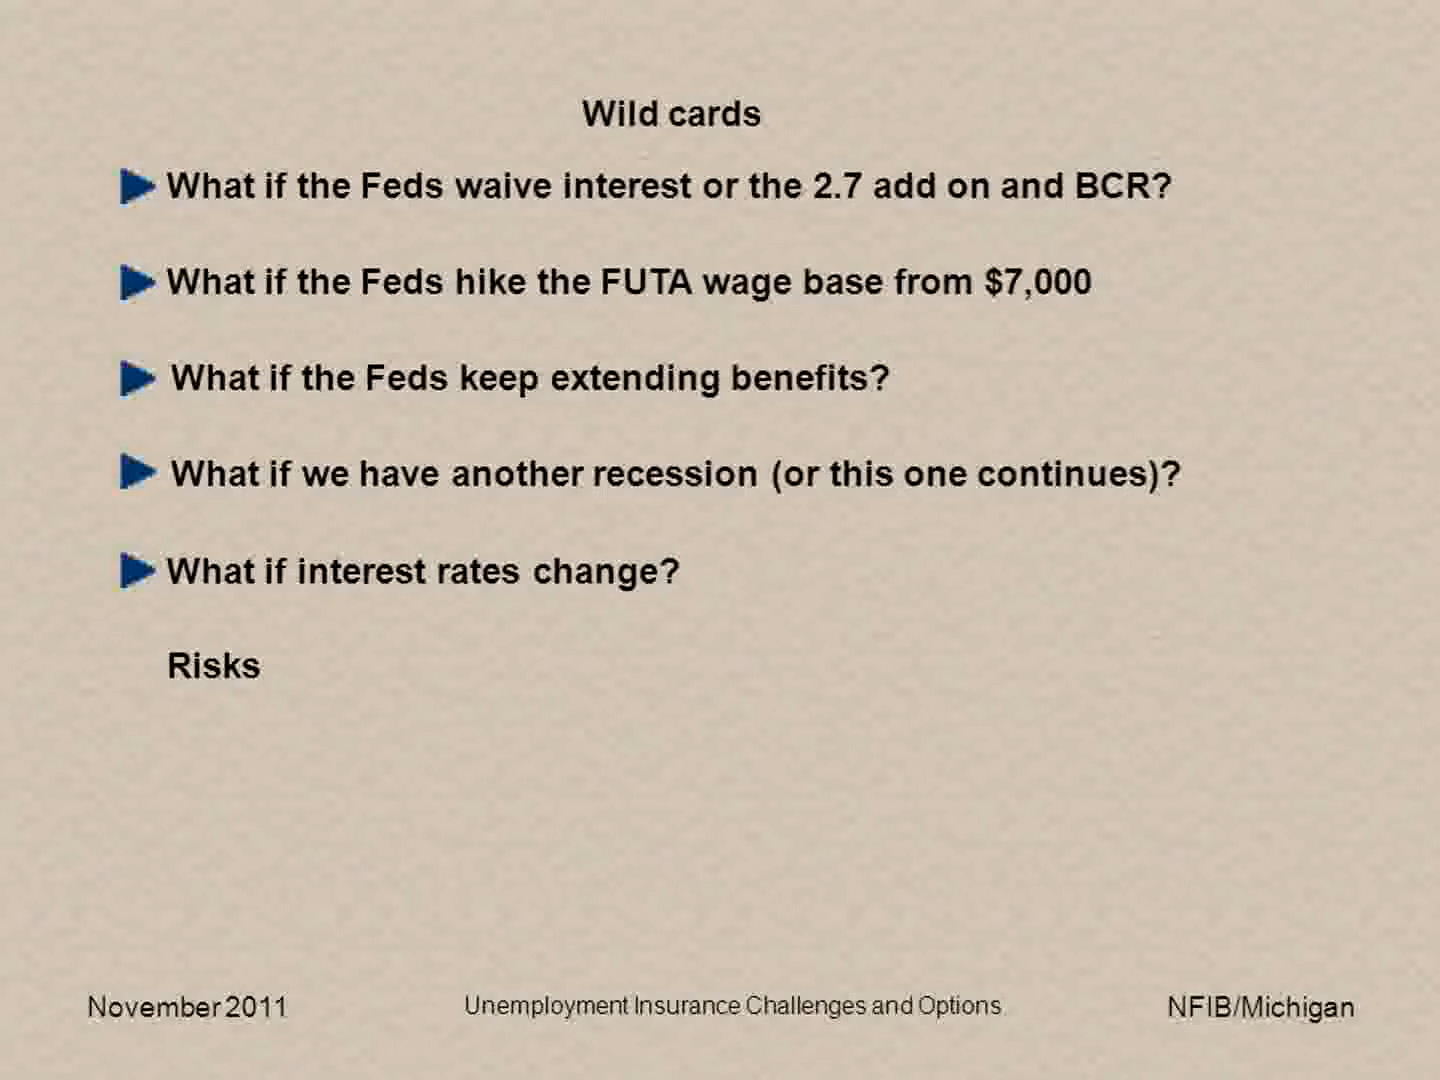 Wild cards
What if the Feds waive interest or the 2.7 add on and BCR?
What if the Feds hike the FUTA wage base from $7,000
What if the Feds keep extending benefits?
What if we have another recession (or this one continues)?
What if interest rates change?
Risks
November 2011 Unemployment Insurance Challenges and Options NFIB/Michigan